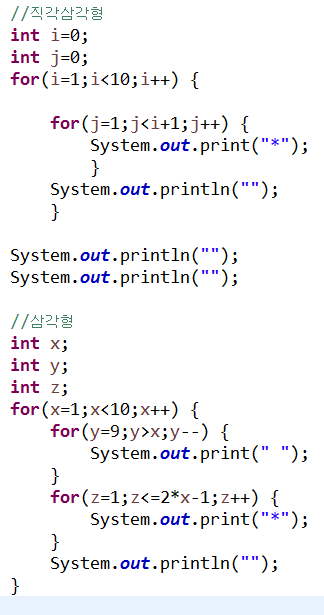 //직각삼각형
int i=0;
int j=0;
for(i=1;i<10;i++) {
for(j=1;j<i+1;j++) {
System.out.print("*");
}
System.out.println("");
}
System.out.println("");
System.out.println("");
//삼각형
int x;
int y;
int z;
for(x=1;x<10;x++) {
for(y=9;y>x;y--) {
System.out.print(" ");
}
for(z=1;z<=2*x-1;z++) {
System.out.print("*");
}
System.out.println("");
}